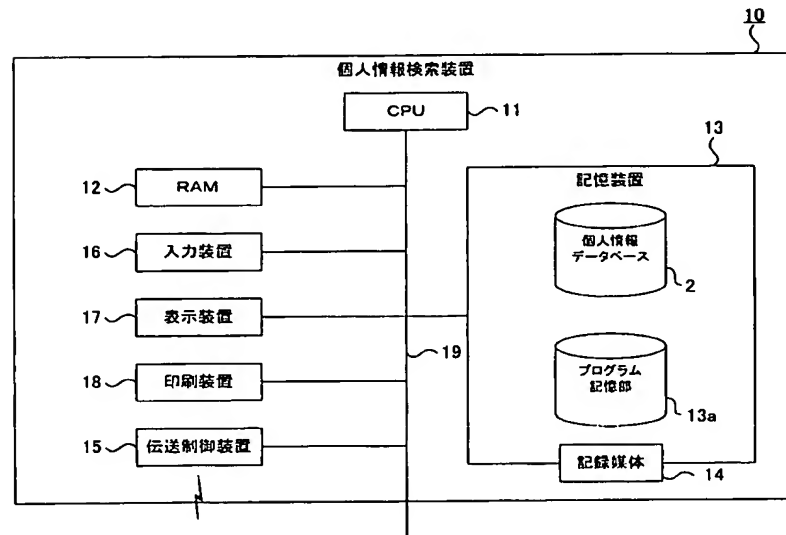 10
個人情報検索装置
CPU
11
13
12
RAM
記憶装置
16
入力装置
個人情報
データベース
2
17
表示装置
19
プログラム
記憶部
13a
18
印刷装置
15
伝送制御装置
記録媒体
14